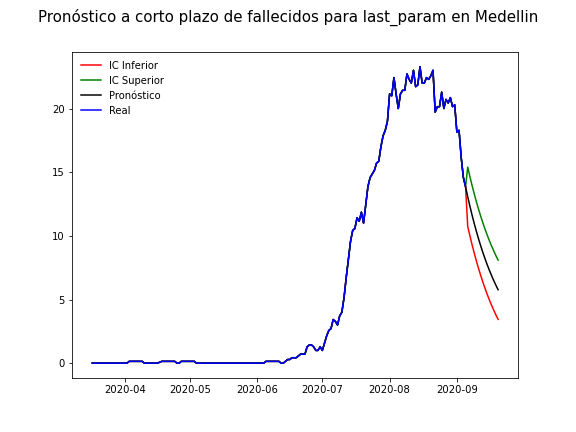 Pronóstico a corto plazo de fallecidos para last_param en Medellin
IC Inferior
IC Superior
Pronóstico
Real
20
15
10
5
0
2020-04 2020-05 2020-06 2020-07 2020-08 2020-09